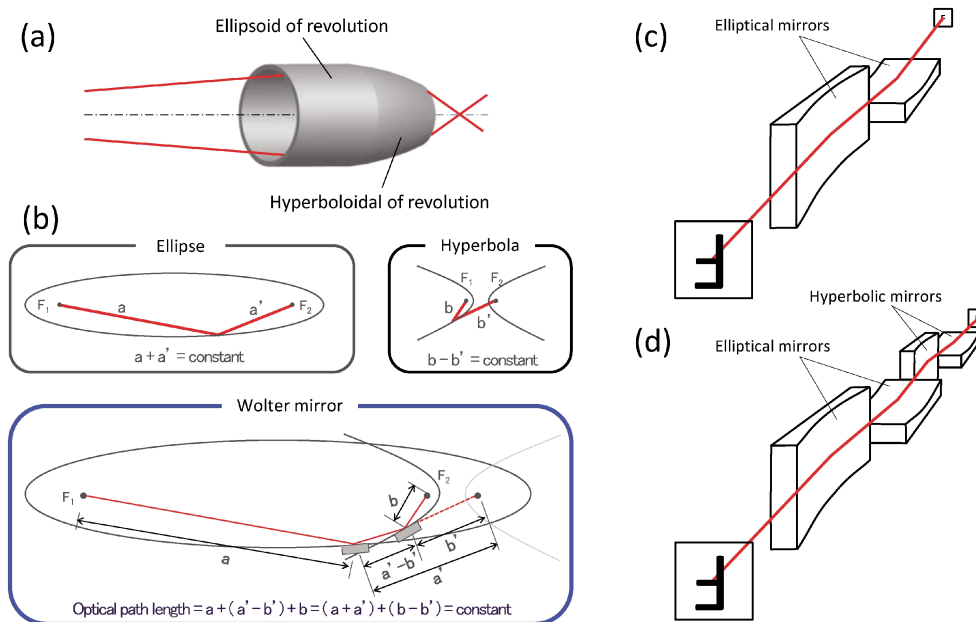 (a)
Ellipsoid of revolution
Hyperboloidal of revolution
(b)
Ellipse
F₁
a
a'
F₂
a + a' = constant
Hyperbola
F₁
F₂
b
b'
b − b' = constant
Wolter mirror
F₁
F₂
b
a
a' − b'
b'
a'
Optical path length = a + (a' − b') + b = (a + a') + (b − b') = constant
(c)
Elliptical mirrors
F
(d)
Hyperbolic mirrors
Elliptical mirrors